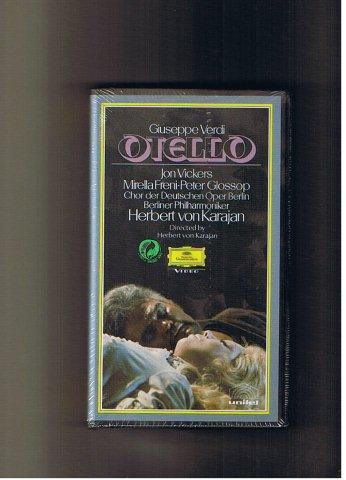 Giuseppe Verdi
OTELLO
Jon Vickers
Mirella Freni·Peter Glossop
Chor der Deutschen Oper Berlin
Berliner Philharmoniker
Herbert von Karajan
Directed by
Herbert von Karajan
VIDEO
unitel